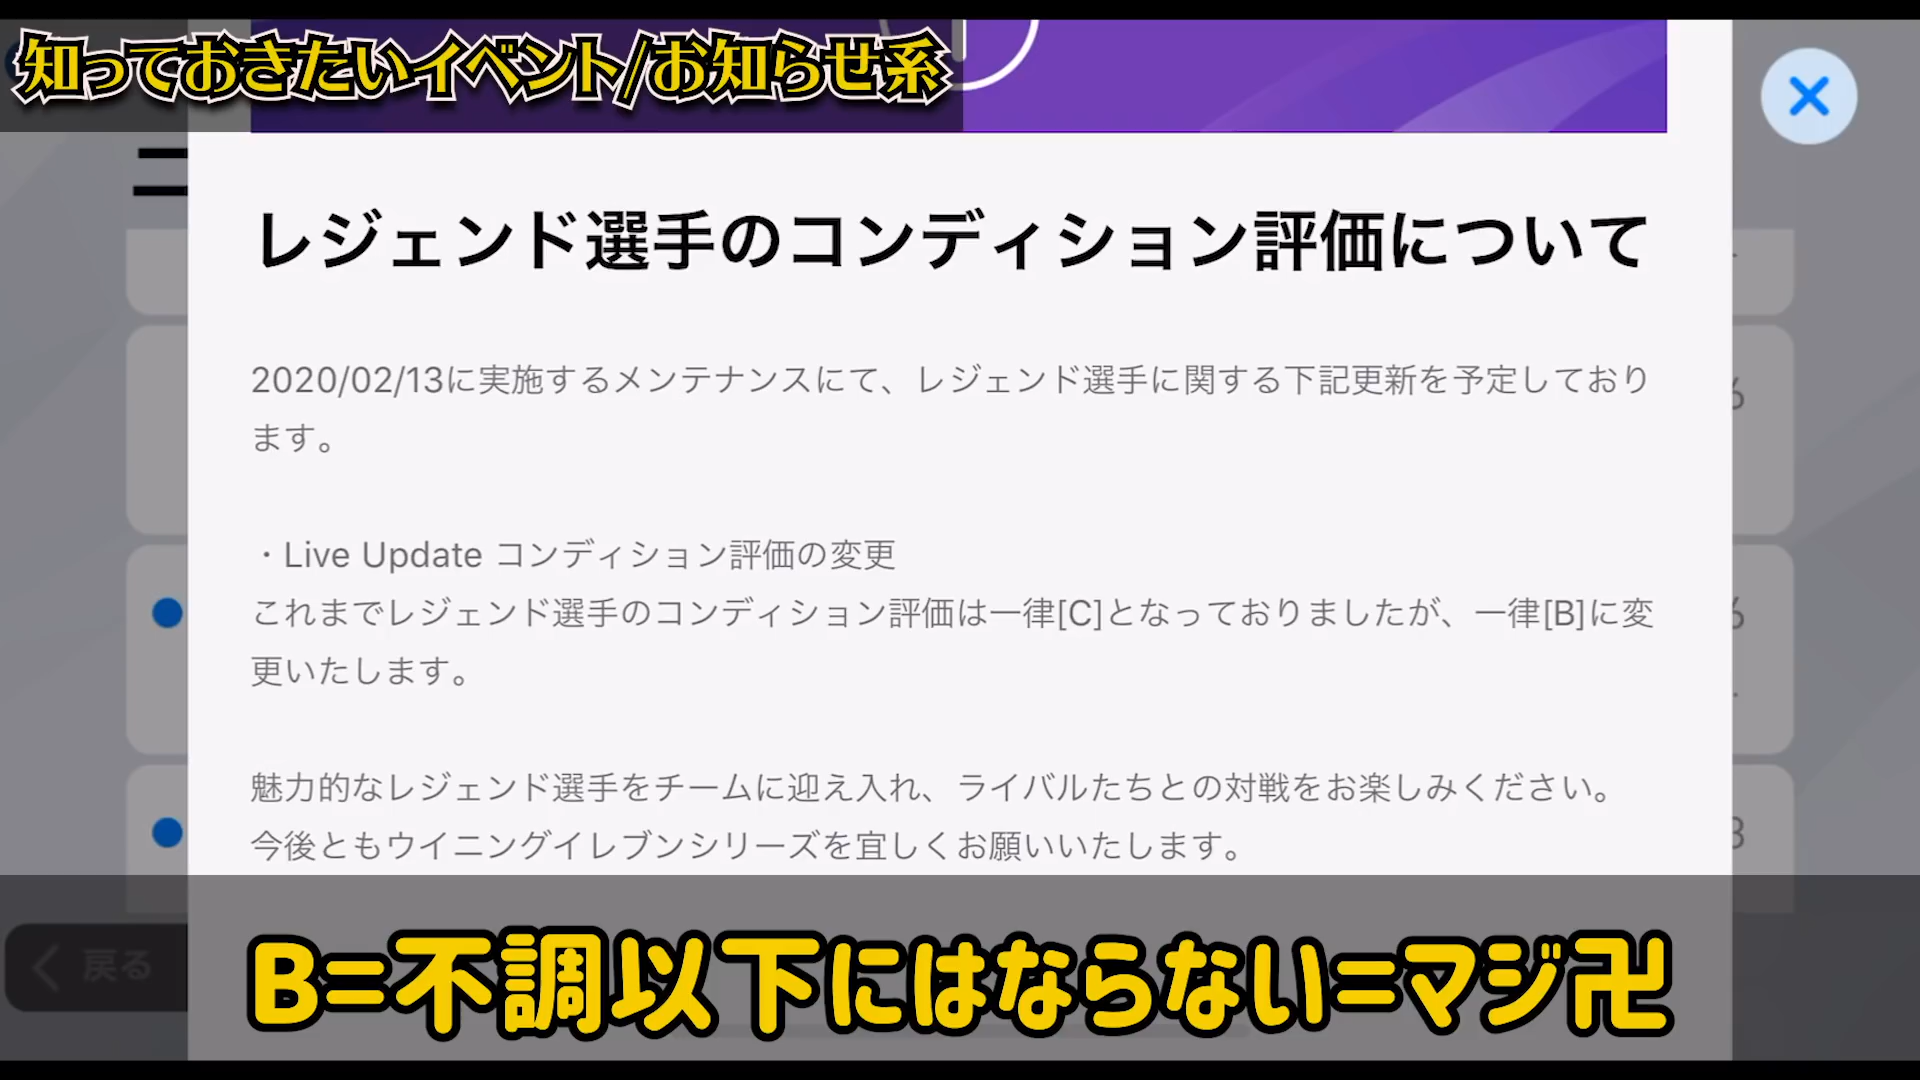 知っておきたいイベント/お知らせ系
レジェンド選手のコンディション評価について
2020/02/13に実施するメンテナンスにて、レジェンド選手に関する下記更新を予定しており
ます。
・Live Update コンディション評価の変更
これまでレジェンド選手のコンディション評価は一律[C]となっておりましたが、一律[B]に変
更いたします。
魅力的なレジェンド選手をチームに迎え入れ、ライバルたちとの対戦をお楽しみください。
今後ともウイニングイレブンシリーズを宜しくお願いいたします。
戻る
B=不調以下にはならない=マジ卍